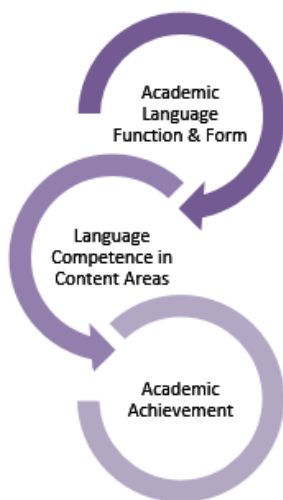 Academic
Language
Function & Form
Language
Competence in
Content Areas
Academic
Achievement